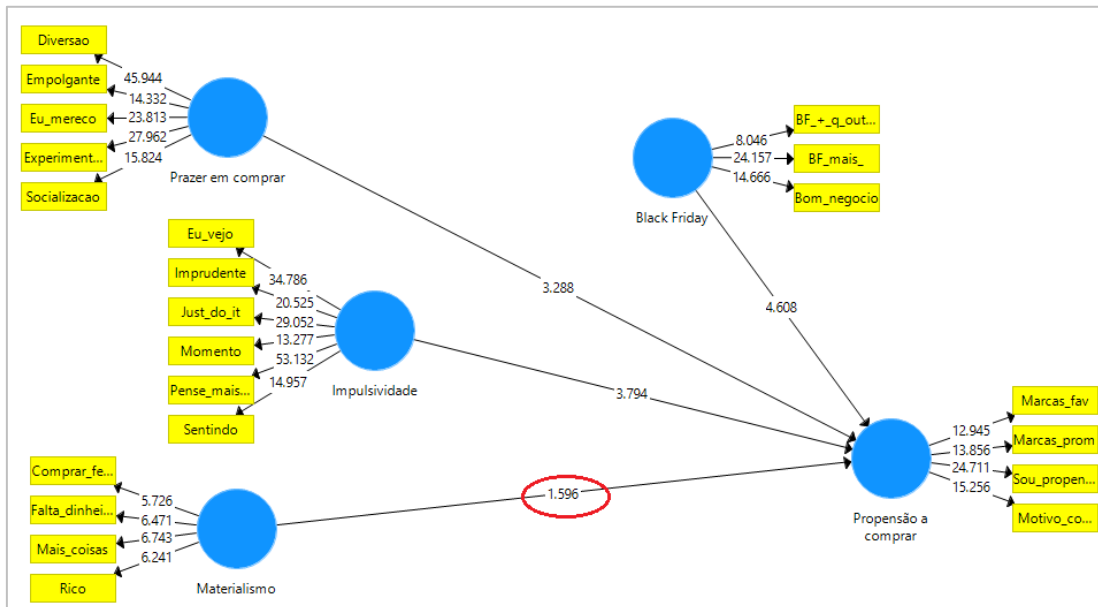 Diversao
Empolgante
Eu_mereco
Experiment...
Socializacao
45.944
14.332
23.813
27.962
15.824
Prazer em comprar
BF_+_q_out...
BF_mais_
Bom_negocio
8.046
24.157
14.666
Black Friday
Eu_vejo
Imprudente
Just_do_it
Momento
Pense_mais...
Sentindo
34.786
20.525
29.052
13.277
53.132
14.957
Impulsividade
3.288
4.608
3.794
1.596
Comprar_fe...
Falta_dinhei...
Mais_coisas
Rico
5.726
6.471
6.743
6.241
Materialismo
Marcas_fav
Marcas_prom
Sou_propen...
Motivo_co...
12.945
13.856
24.711
15.256
Propensão a
comprar